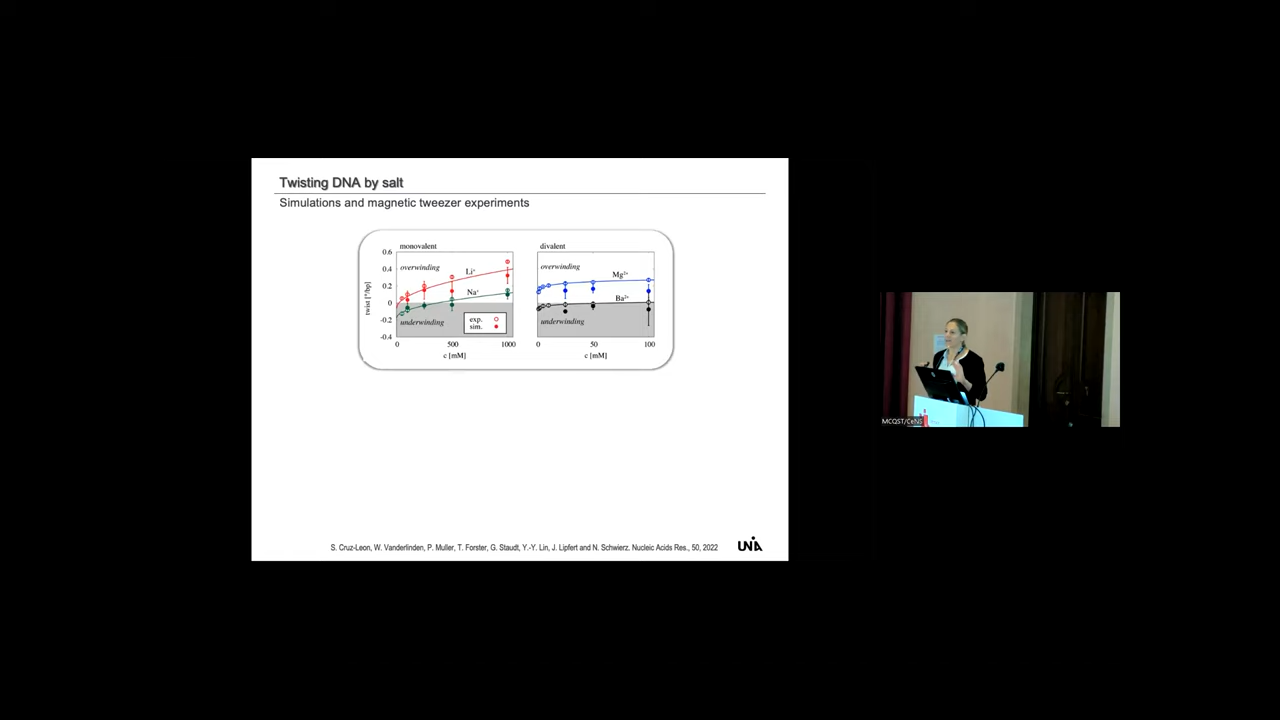 Twisting DNA by salt
Simulations and magnetic tweezer experiments
monovalent
divalent
0.6
0.4
0.2
0
-0.2
-0.4
twist [°/bp]
overwinding
Li⁺
Na⁺
underwinding
exp.
sim.
0 500 1000
c [mM]
overwinding
Mg²⁺
Ba²⁺
underwinding
0 50 100
c [mM]
S. Cruz-Leon, W. Vanderlinden, P. Muller, T. Forster, G. Staudt, Y.-Y. Lin, J. Lipfert and N. Schwierz. Nucleic Acids Res., 50, 2022
UNIA
MCQST/CeNS